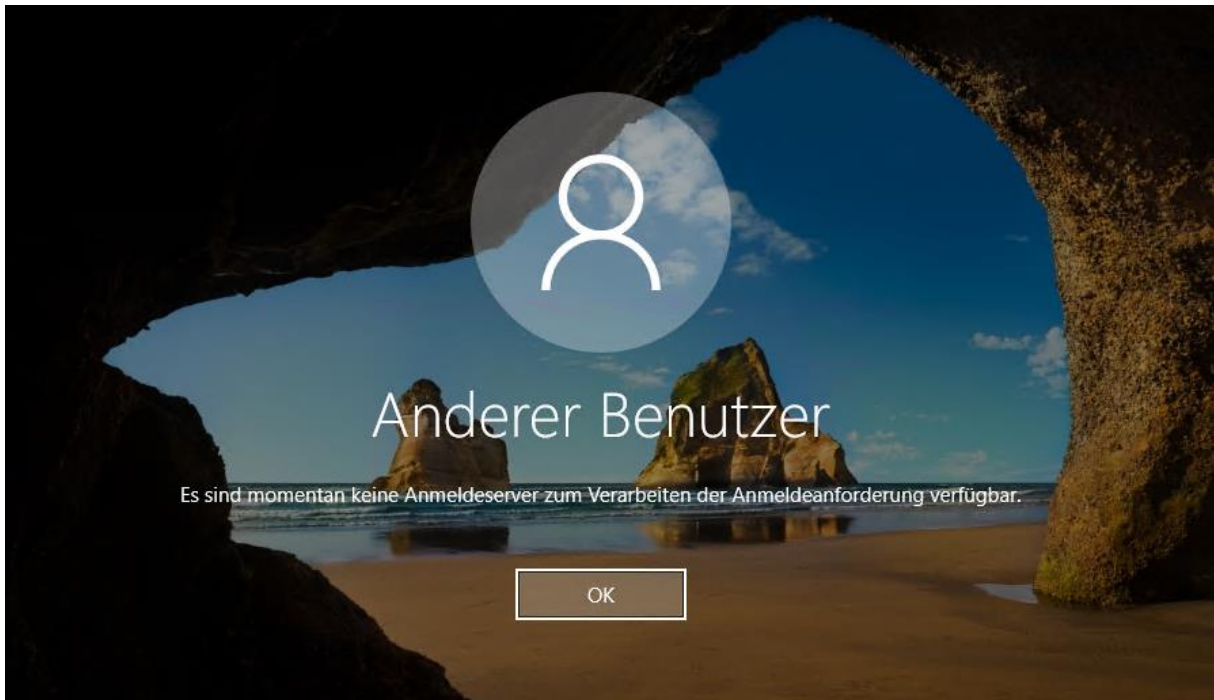 Anderer Benutzer
Es sind momentan keine Anmeldeserver zum Verarbeiten der Anmeldeanforderung verfügbar.
OK